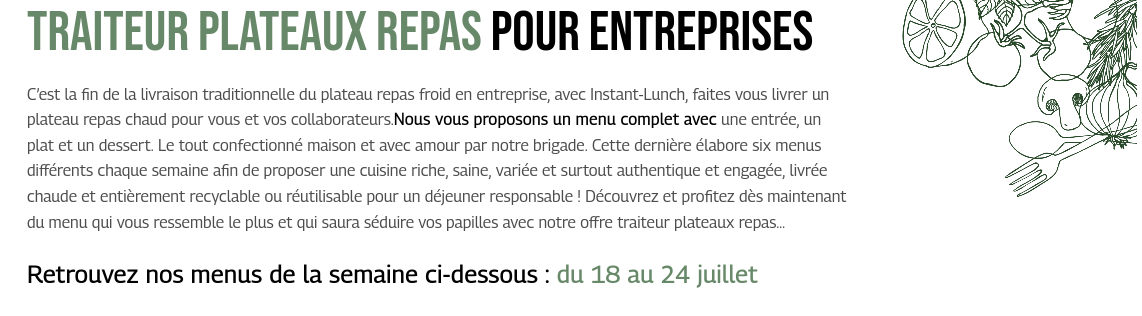 TRAITEUR PLATEAUX REPAS POUR ENTREPRISES
C'est la fin de la livraison traditionnelle du plateau repas froid en entreprise, avec Instant-Lunch, faites vous livrer un
plateau repas chaud pour vous et vos collaborateurs.Nous vous proposons un menu complet avec une entrée, un
plat et un dessert. Le tout confectionné maison et avec amour par notre brigade. Cette dernière élabore six menus
différents chaque semaine afin de proposer une cuisine riche, saine, variée et surtout authentique et engagée, livrée
chaude et entièrement recyclable ou réutilisable pour un déjeuner responsable ! Découvrez et profitez dès maintenant
du menu qui vous ressemble le plus et qui saura séduire vos papilles avec notre offre traiteur plateaux repas...
Retrouvez nos menus de la semaine ci-dessous : du 18 au 24 juillet